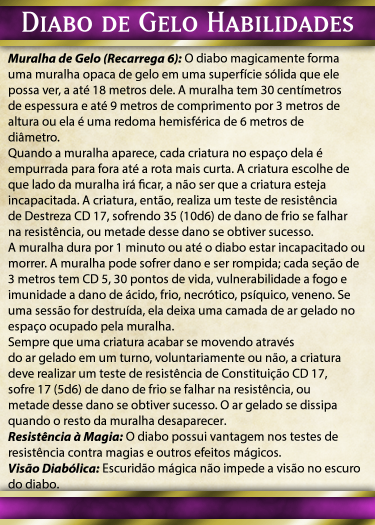 Diabo de Gelo Habilidades
Muralha de Gelo (Recarrega 6): O diabo magicamente forma
uma muralha opaca de gelo em uma superfície sólida que ele
possa ver, a até 18 metros dele. A muralha tem 30 centímetros
de espessura e até 9 metros de comprimento por 3 metros de
altura ou ela é uma redoma hemisférica de 6 metros de
diâmetro.
Quando a muralha aparece, cada criatura no espaço dela é
empurrada para fora até a rota mais curta. A criatura escolhe de
que lado da muralha irá ficar, a não ser que a criatura esteja
incapacitada. A criatura, então, realiza um teste de resistência
de Destreza CD 17, sofrendo 35 (10d6) de dano de frio se falhar
na resistência, ou metade desse dano se obtiver sucesso.
A muralha dura por 1 minuto ou até o diabo estar incapacitado ou
morrer. A muralha pode sofrer dano e ser rompida; cada seção de
3 metros tem CD 5, 30 pontos de vida, vulnerabilidade a fogo e
imunidade a dano de ácido, frio, necrótico, psíquico, veneno. Se
uma sessão for destruída, ela deixa uma camada de ar gelado no
espaço ocupado pela muralha.
Sempre que uma criatura acabar se movendo através
do ar gelado em um turno, voluntariamente ou não, a criatura
deve realizar um teste de resistência de Constituição CD 17,
sofre 17 (5d6) de dano de frio se falhar na resistência, ou
metade desse dano se obtiver sucesso. O ar gelado se dissipa
quando o resto da muralha desaparecer.
Resistência à Magia: O diabo possui vantagem nos testes de
resistência contra magias e outros efeitos mágicos.
Visão Diabólica: Escuridão mágica não impede a visão no escuro
do diabo.